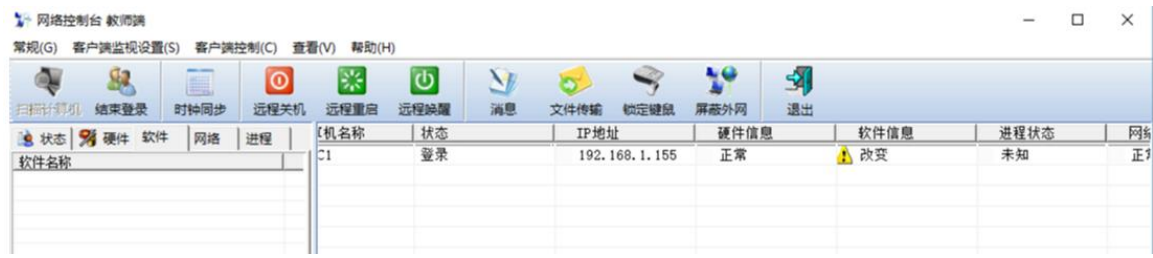 网络控制台 教师端
常规(G) 客户端监视设置(S) 客户端控制(C) 查看(V) 帮助(H)
扫描计算机 结束登录 时钟同步 远程关机 远程重启 远程唤醒 消息 文件传输 锁定键鼠 屏蔽外网 退出
状态 硬件 软件 网络 进程 机名称 状态 IP地址 硬件信息 软件信息 进程状态 网
软件名称 C1 登录 192.168.1.155 正常 改变 未知 正